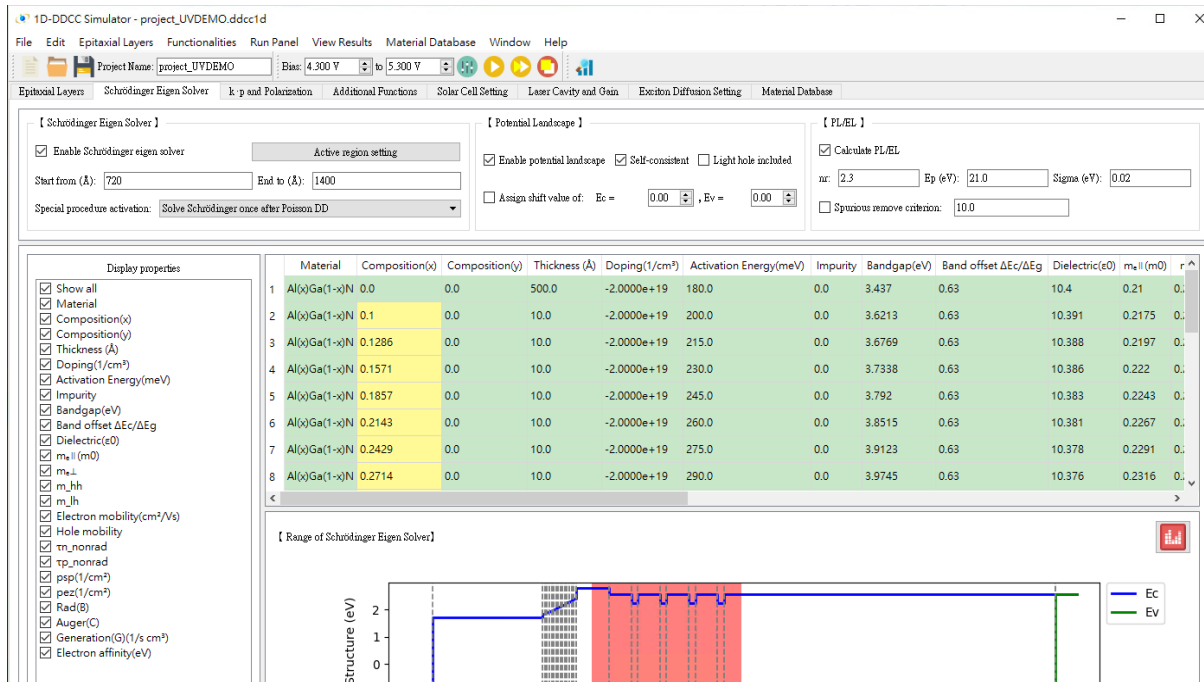 1D-DDCC Simulator - project_UVDEMO.ddcc1d
File Edit Epitaxial Layers Functionalities Run Panel View Results Material Database Window Help
Project Name: project_UVDEMO Bias: 4.300 V to 5.300 V
Epitaxial Layers Schrödinger Eigen Solver k·p and Polarization Additional Functions Solar Cell Setting Laser Cavity and Gain Exciton Diffusion Setting Material Database
【 Schrödinger Eigen Solver 】 【 Potential Landscape 】 【 PL/EL 】
Enable Schrödinger eigen solver Active region setting Enable potential landscape Self-consistent Light hole included Calculate PL/EL
Start from (Å): 720 End to (Å): 1400 nr: 2.3 Ep (eV): 21.0 Sigma (eV): 0.02
Special procedure activation: Solve Schrödinger once after Poisson DD Assign shift value of: Ec = 0.00 , Ev = 0.00 Spurious remove criterion: 10.0
Display properties
Show all
Material
Composition(x)
Composition(y)
Thickness (Å)
Doping(1/cm³)
Activation Energy(meV)
Impurity
Bandgap(eV)
Band offset ΔEc/ΔEg
Dielectric(ε0)
mₑ∥(m0)
mₑ⊥
m_hh
m_lh
Electron mobility(cm²/Vs)
Hole mobility
τn_nonrad
τp_nonrad
psp(1/cm²)
pez(1/cm²)
Rad(B)
Auger(C)
Generation(G)(1/s cm³)
Electron affinity(eV)
Material Composition(x) Composition(y) Thickness (Å) Doping(1/cm³) Activation Energy(meV) Impurity Bandgap(eV) Band offset ΔEc/ΔEg Dielectric(ε0) mₑ∥(m0)
1 Al(x)Ga(1-x)N 0.0 0.0 500.0 -2.0000e+19 180.0 0.0 3.437 0.63 10.4 0.21
2 Al(x)Ga(1-x)N 0.1 0.0 10.0 -2.0000e+19 200.0 0.0 3.6213 0.63 10.391 0.2175
3 Al(x)Ga(1-x)N 0.1286 0.0 10.0 -2.0000e+19 215.0 0.0 3.6769 0.63 10.388 0.2197
4 Al(x)Ga(1-x)N 0.1571 0.0 10.0 -2.0000e+19 230.0 0.0 3.7338 0.63 10.386 0.222
5 Al(x)Ga(1-x)N 0.1857 0.0 10.0 -2.0000e+19 245.0 0.0 3.792 0.63 10.383 0.2243
6 Al(x)Ga(1-x)N 0.2143 0.0 10.0 -2.0000e+19 260.0 0.0 3.8515 0.63 10.381 0.2267
7 Al(x)Ga(1-x)N 0.2429 0.0 10.0 -2.0000e+19 275.0 0.0 3.9123 0.63 10.378 0.2291
8 Al(x)Ga(1-x)N 0.2714 0.0 10.0 -2.0000e+19 290.0 0.0 3.9745 0.63 10.376 0.2316
【 Range of Schrödinger Eigen Solver】
Structure (eV)
2
1
0
Ec
Ev